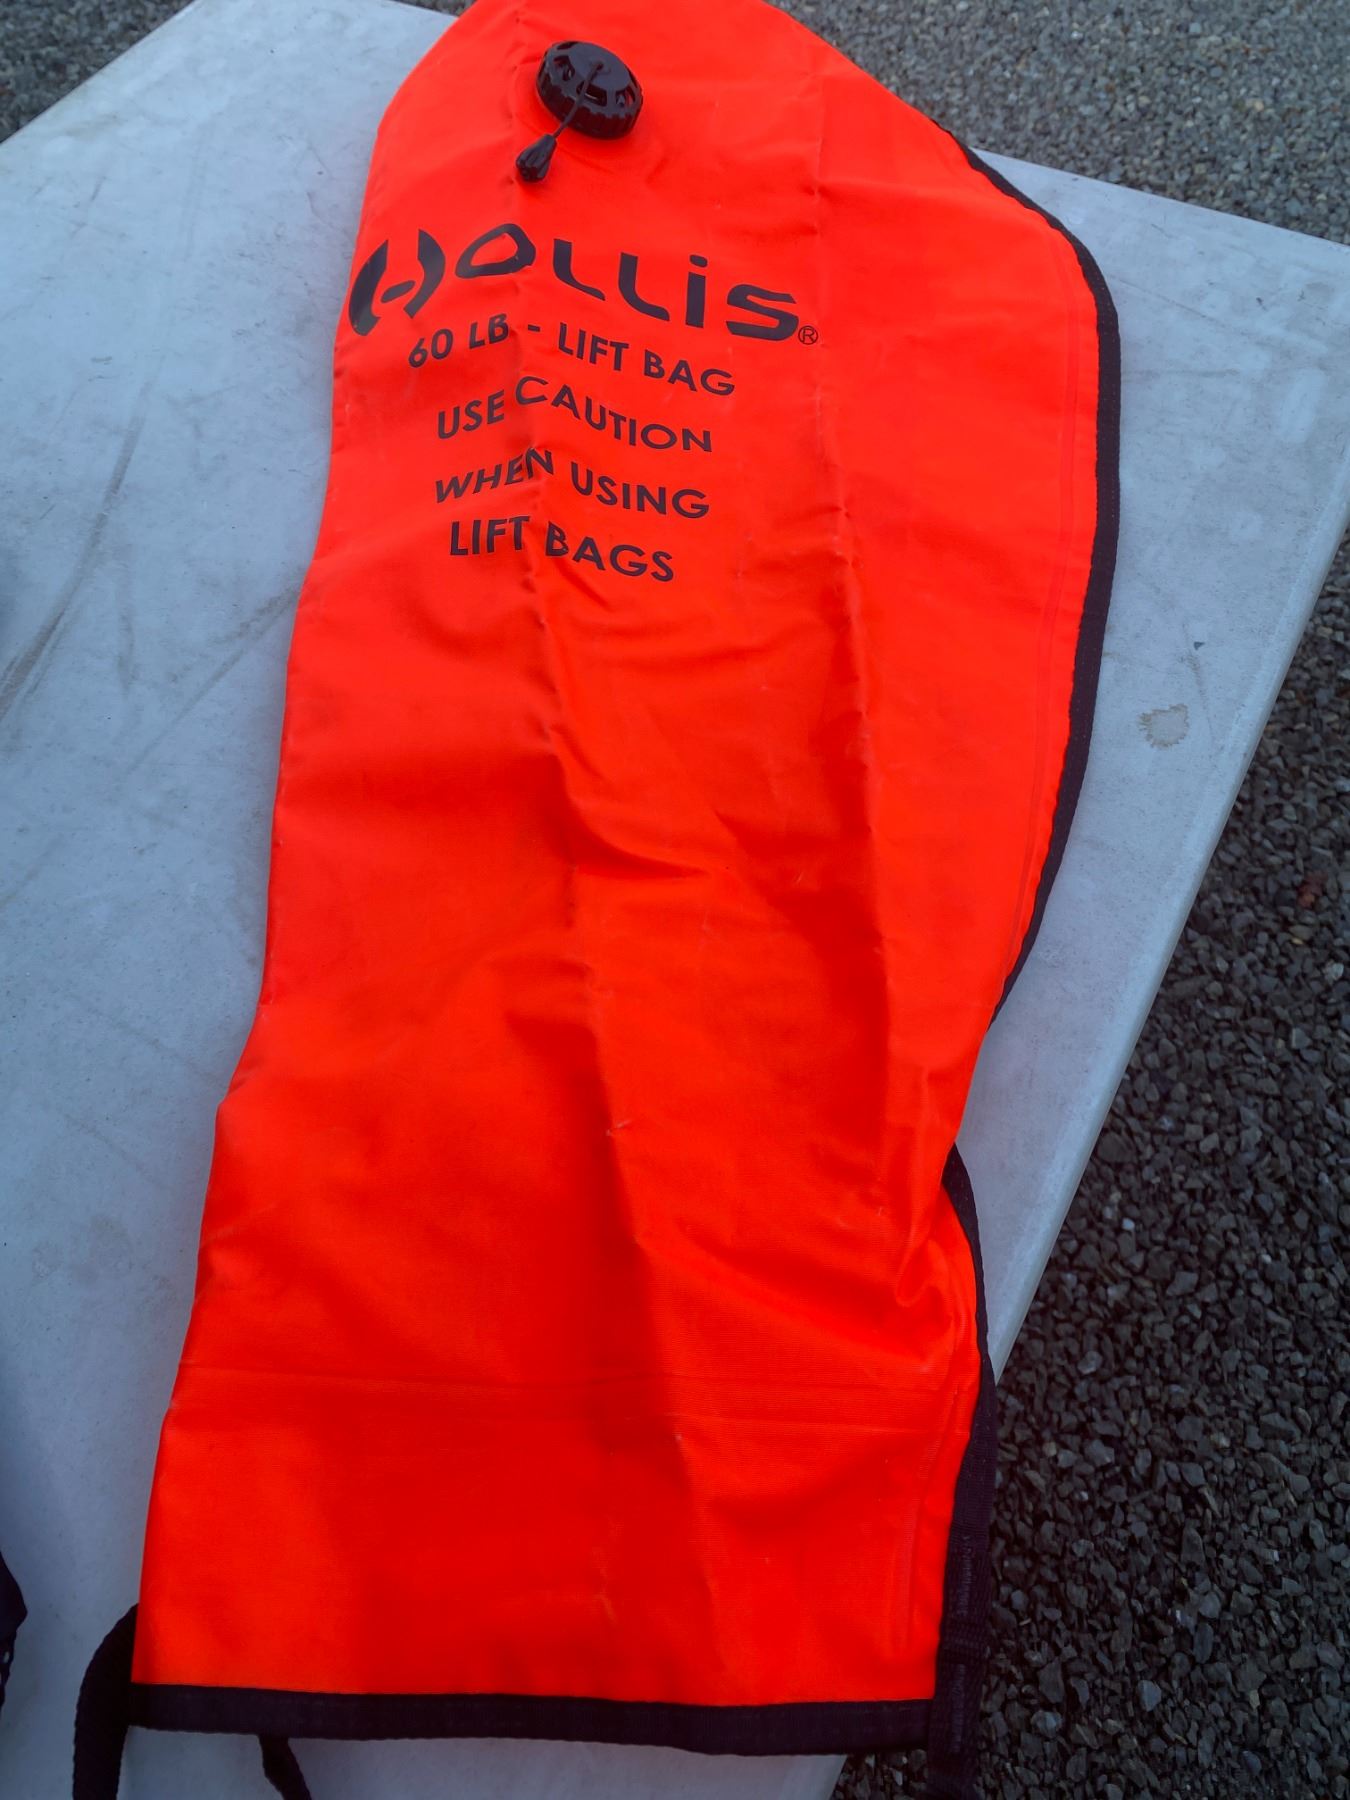 HOLLiS®
60 LB - LIFT BAG
USE CAUTION
WHEN USING
LIFT BAGS